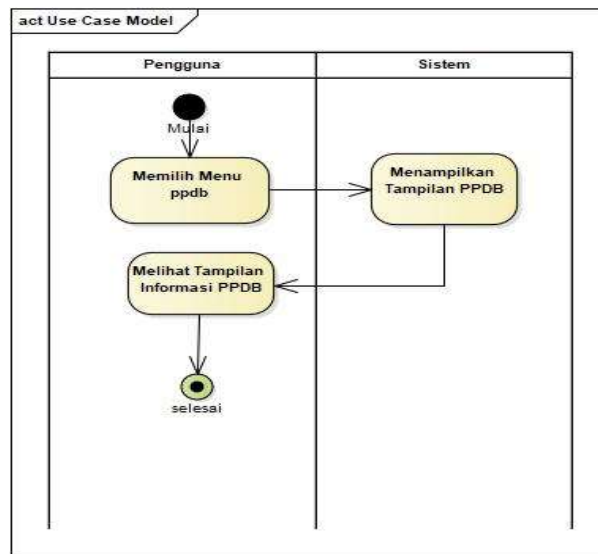 act Use Case Model
Pengguna
Sistem
Mulai
Memilih Menu
ppdb
Menampilkan
Tampilan PPDB
Melihat Tampilan
Informasi PPDB
selesai